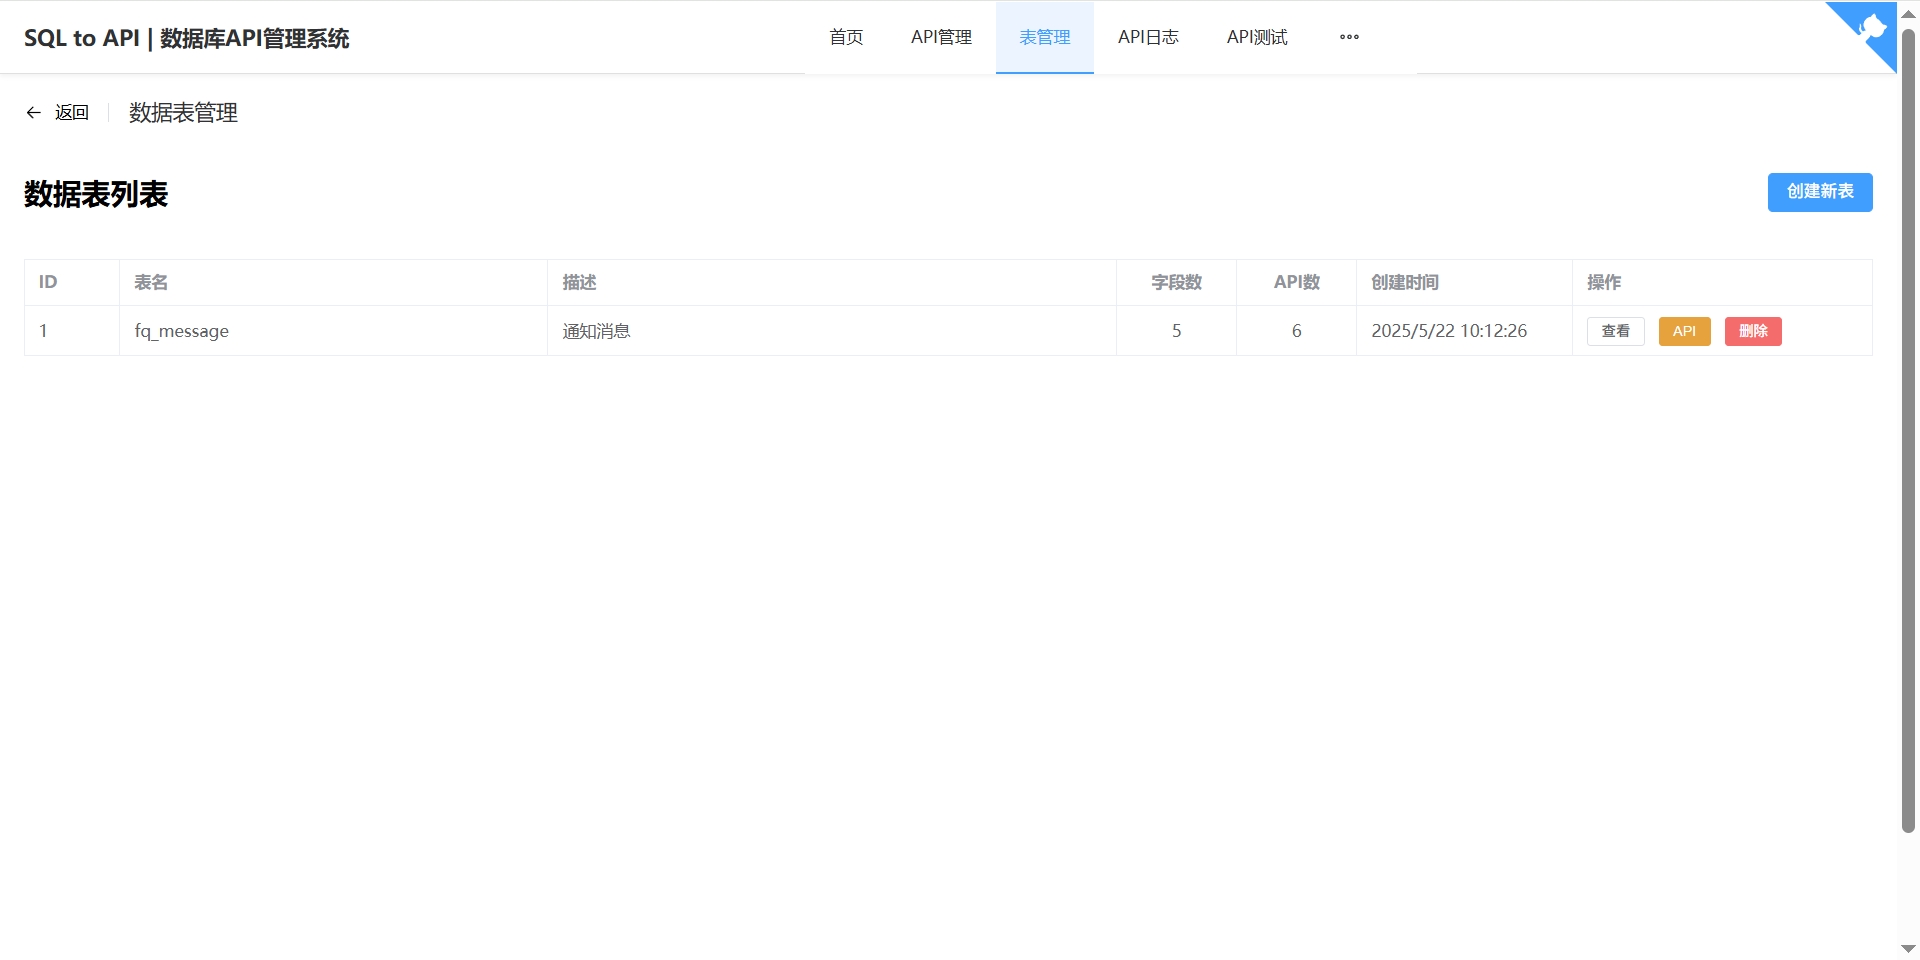 SQL to API | 数据库API管理系统
首页 API管理 表管理 API日志 API测试
返回 数据表管理
数据表列表
创建新表
ID 表名 描述 字段数 API数 创建时间 操作
1 fq_message 通知消息 5 6 2025/5/22 10:12:26 查看 API 删除